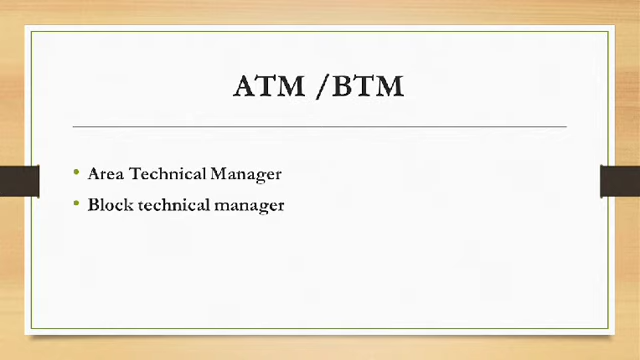 ATM /BTM
• Area Technical Manager
• Block technical manager